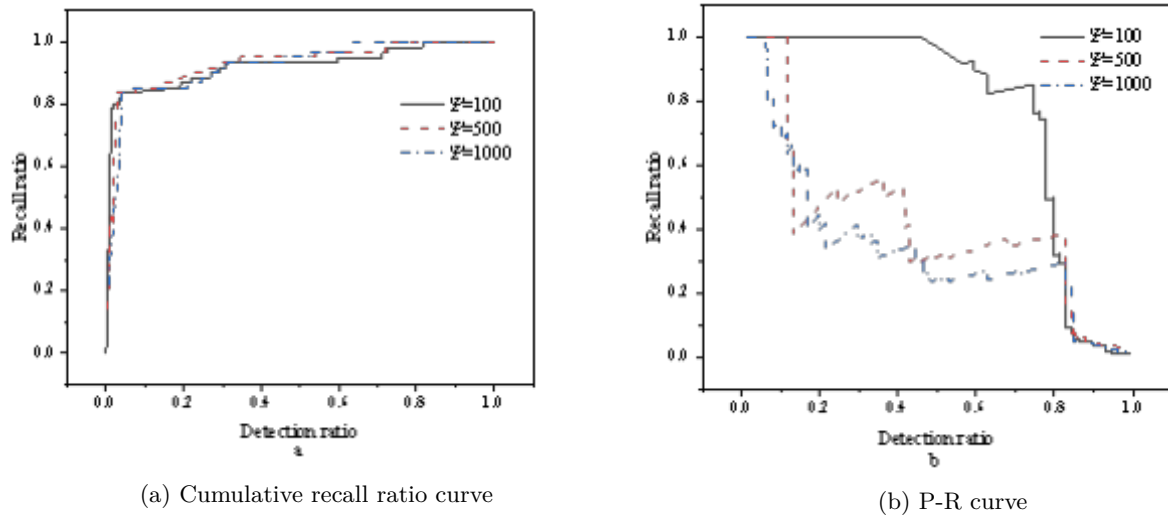 1.0
0.8
0.6
0.4
0.2
0.0
Recall ratio
Ψ=100
Ψ=500
Ψ=1000
0.0 0.2 0.4 0.6 0.8 1.0
Detection ratio
a
(a) Cumulative recall ratio curve
1.0
0.8
0.6
0.4
0.2
0.0
Recall ratio
Ψ=100
Ψ=500
Ψ=1000
0.0 0.2 0.4 0.6 0.8 1.0
Detection ratio
b
(b) P-R curve